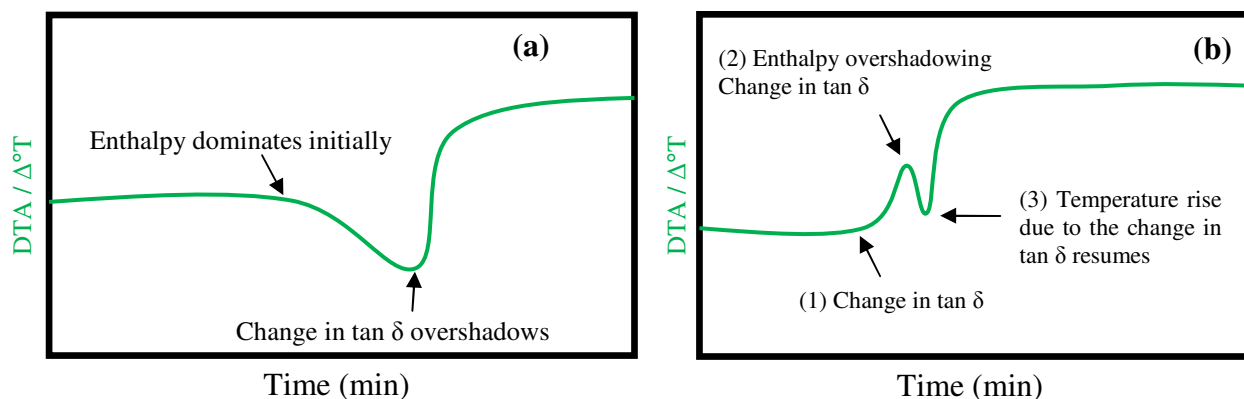 (a)
Enthalpy dominates initially
Change in tan δ overshadows
DTA / Δ°T
Time (min)
(b)
(2) Enthalpy overshadowing
Change in tan δ
(3) Temperature rise
due to the change in
tan δ resumes
(1) Change in tan δ
DTA / Δ°T
Time (min)